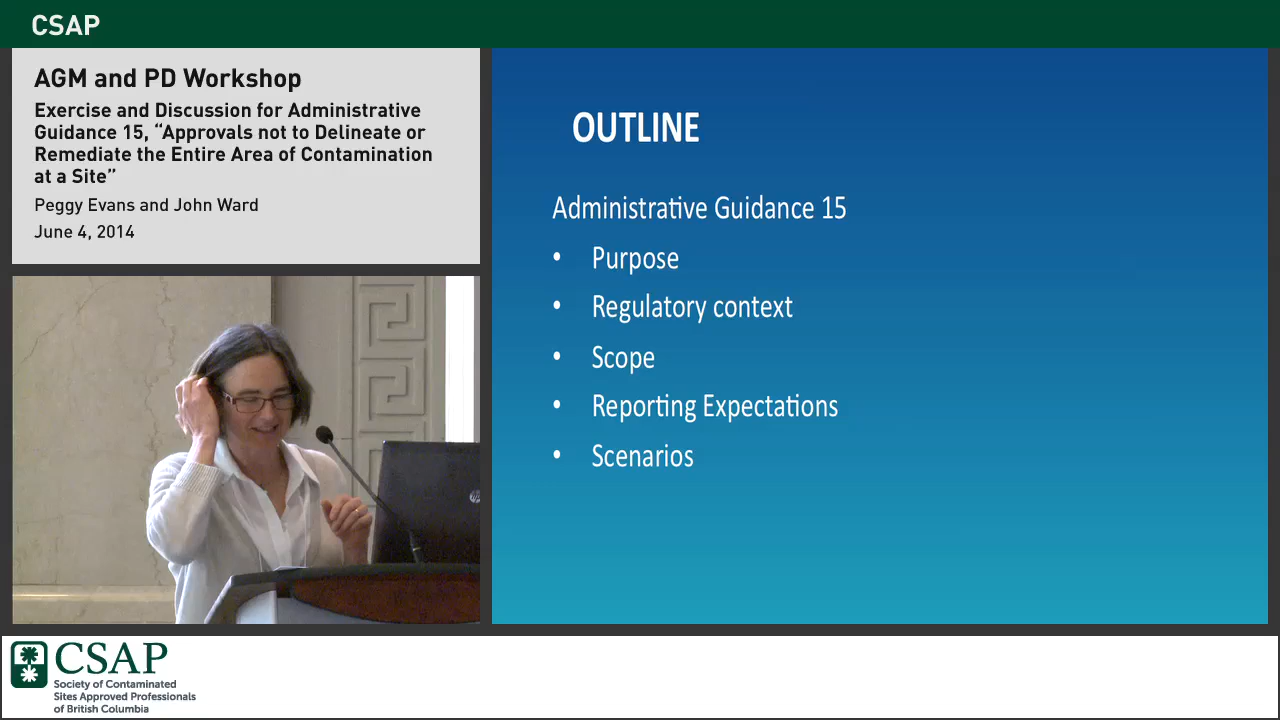 CSAP
AGM and PD Workshop
Exercise and Discussion for Administrative
Guidance 15, “Approvals not to Delineate or
Remediate the Entire Area of Contamination
at a Site”
Peggy Evans and John Ward
June 4, 2014
OUTLINE
Administrative Guidance 15
• Purpose
• Regulatory context
• Scope
• Reporting Expectations
• Scenarios
hp
CSAP
Society of Contaminated
Sites Approved Professionals
of British Columbia